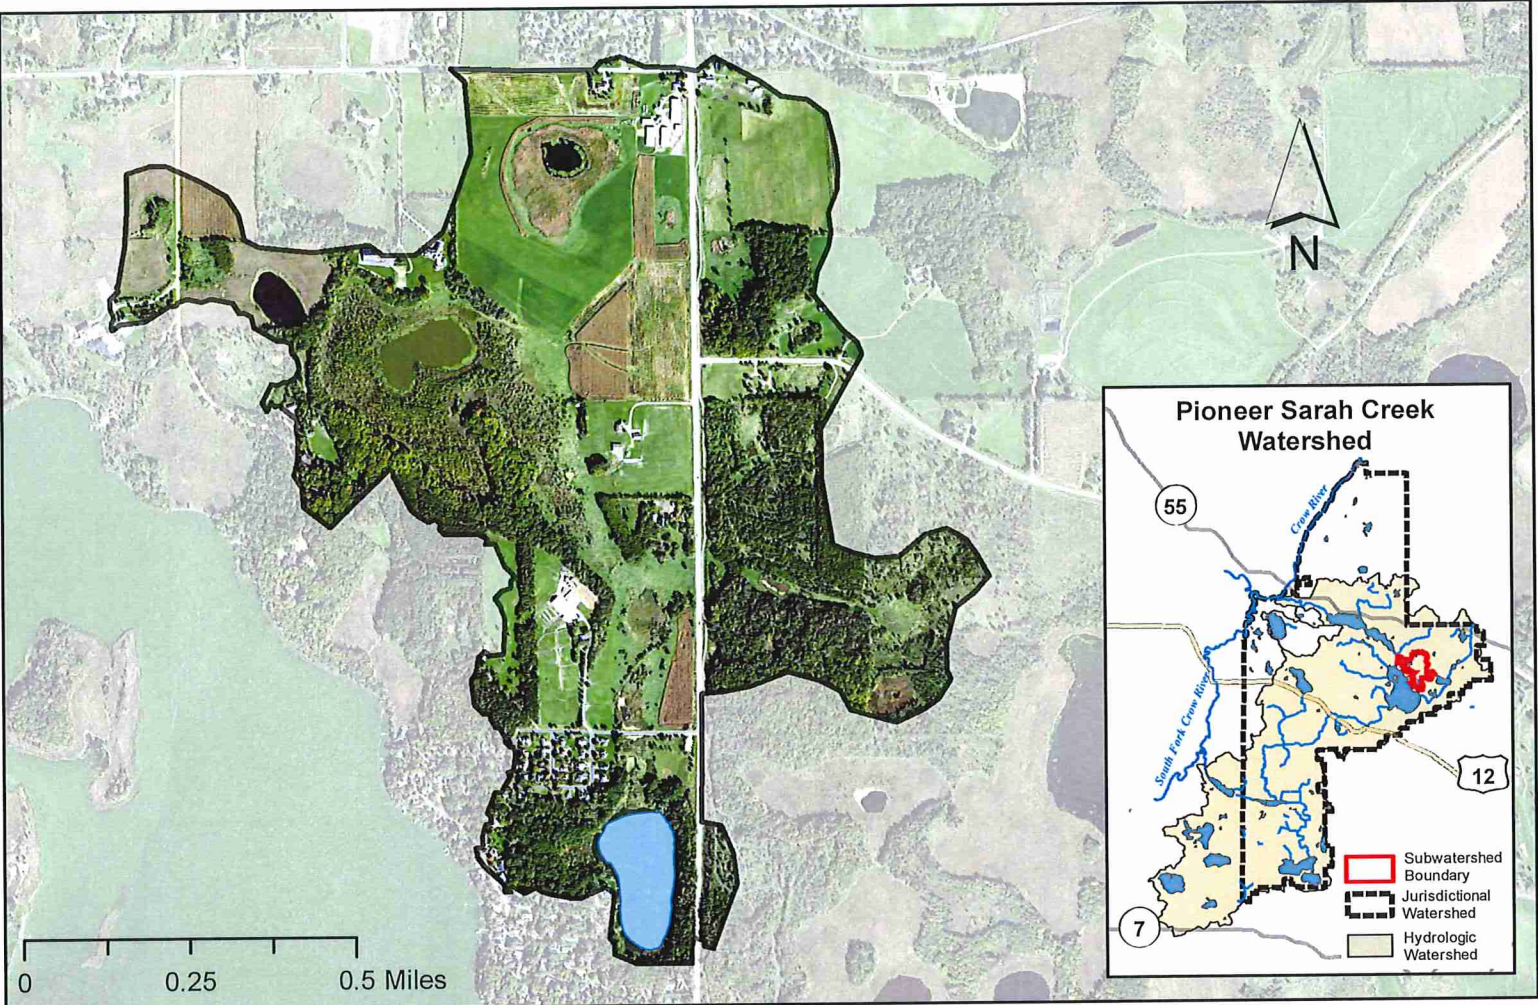 N
Pioneer Sarah Creek
Watershed
55
Crow River
South Fork Crow River
12
7
Subwatershed
Boundary
Jurisdictional
Watershed
Hydrologic
Watershed
0 0.25 0.5 Miles